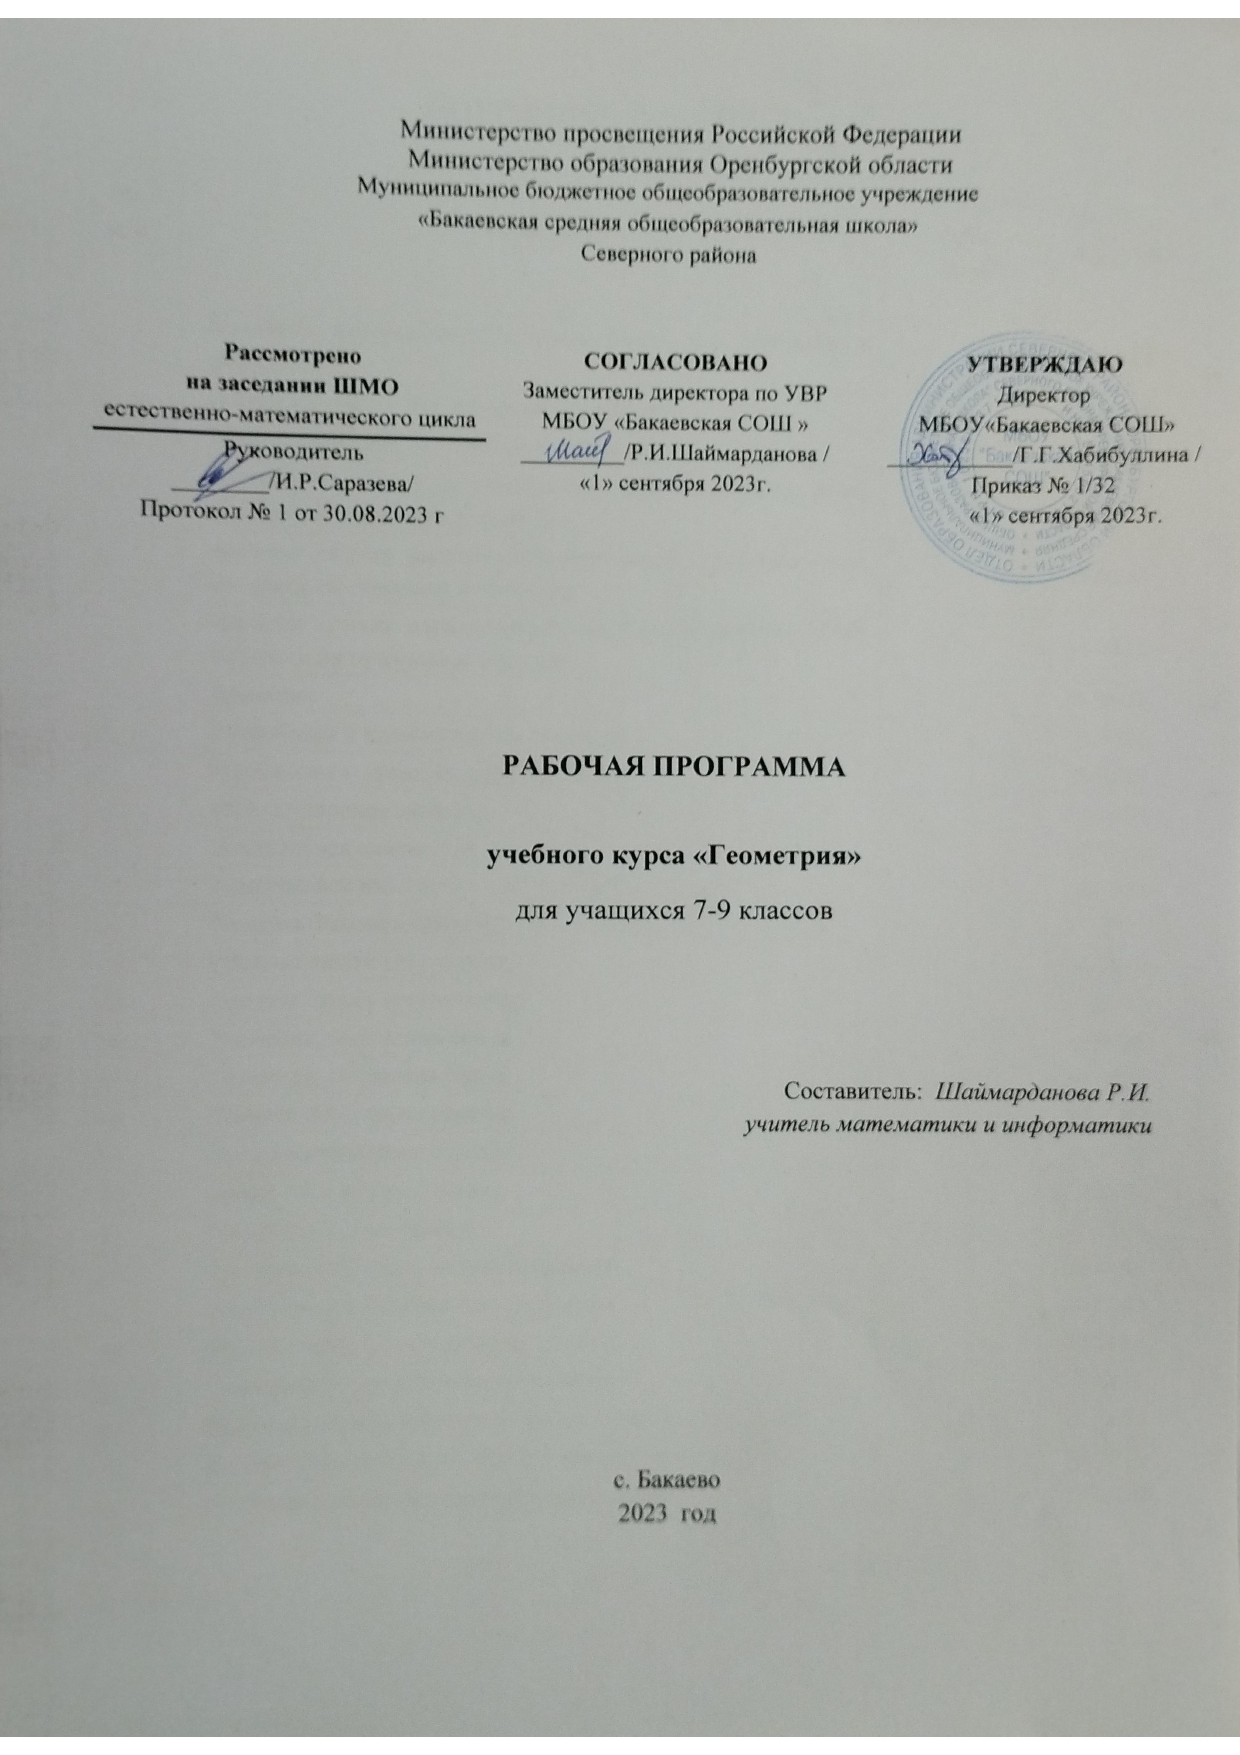 Министерство просвещения Российской Федерации
Министерство образования Оренбургской области
Муниципальное бюджетное общеобразовательное учреждение
«Бакаевская средняя общеобразовательная школа»
Северного района
Рассмотрено
на заседании ШМО
естественно-математического цикла
Руководитель
________/И.Р.Саразева/
Протокол № 1 от 30.08.2023 г
СОГЛАСОВАНО
Заместитель директора по УВР
МБОУ «Бакаевская СОШ »
________/Р.И.Шаймарданова /
«1» сентября 2023г.
УТВЕРЖДАЮ
Директор
МБОУ«Бакаевская СОШ»
__________/Г.Г.Хабибуллина /
Приказ № 1/32
«1» сентября 2023г.
РАБОЧАЯ ПРОГРАММА
учебного курса «Геометрия»
для учащихся 7-9 классов
Составитель: Шаймарданова Р.И.
учитель математики и информатики
с. Бакаево
2023 год